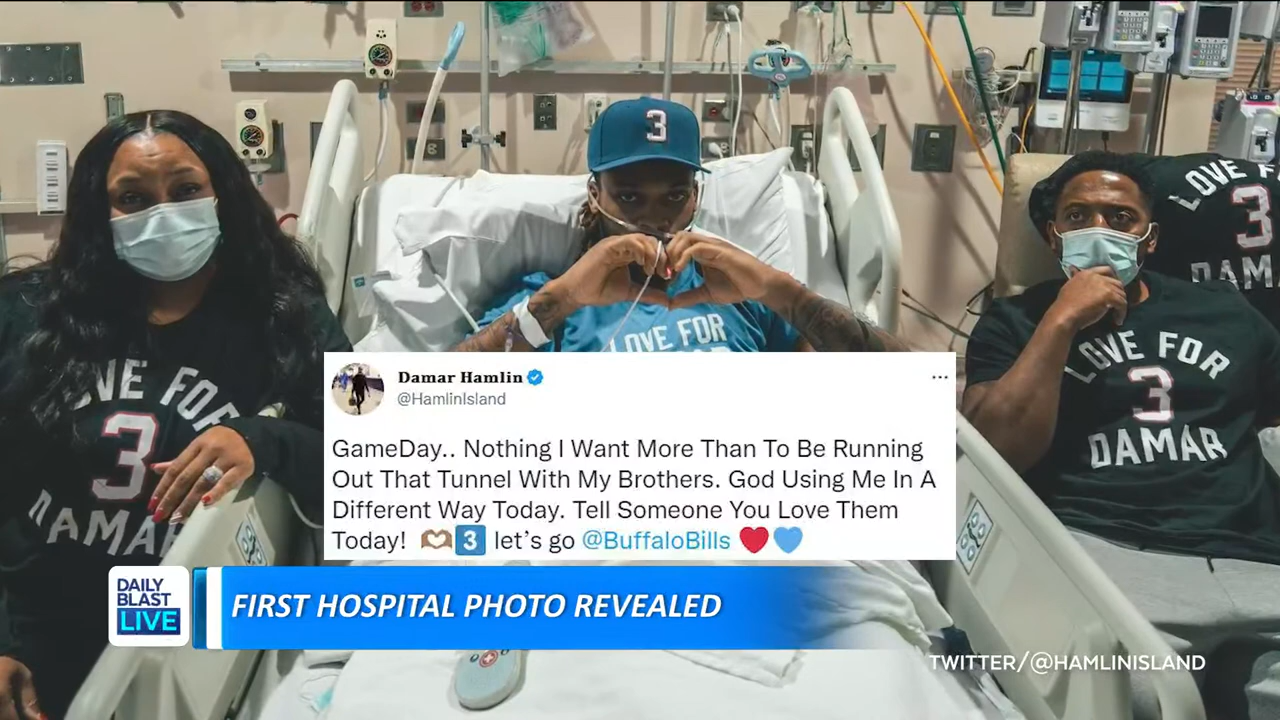 3
LOVE FOR
3
DAMAR
LOVE FOR
LOVE FOR
3
DAMAR
LOVE
3
DAMAR
Damar Hamlin
@HamlinIsland
GameDay.. Nothing I Want More Than To Be Running
Out That Tunnel With My Brothers. God Using Me In A
Different Way Today. Tell Someone You Love Them
Today! 🫶🏽3️⃣ let’s go @BuffaloBills ❤️💙
DAILY
BLAST
LIVE
FIRST HOSPITAL PHOTO REVEALED
TWITTER/@HAMLINISLAND